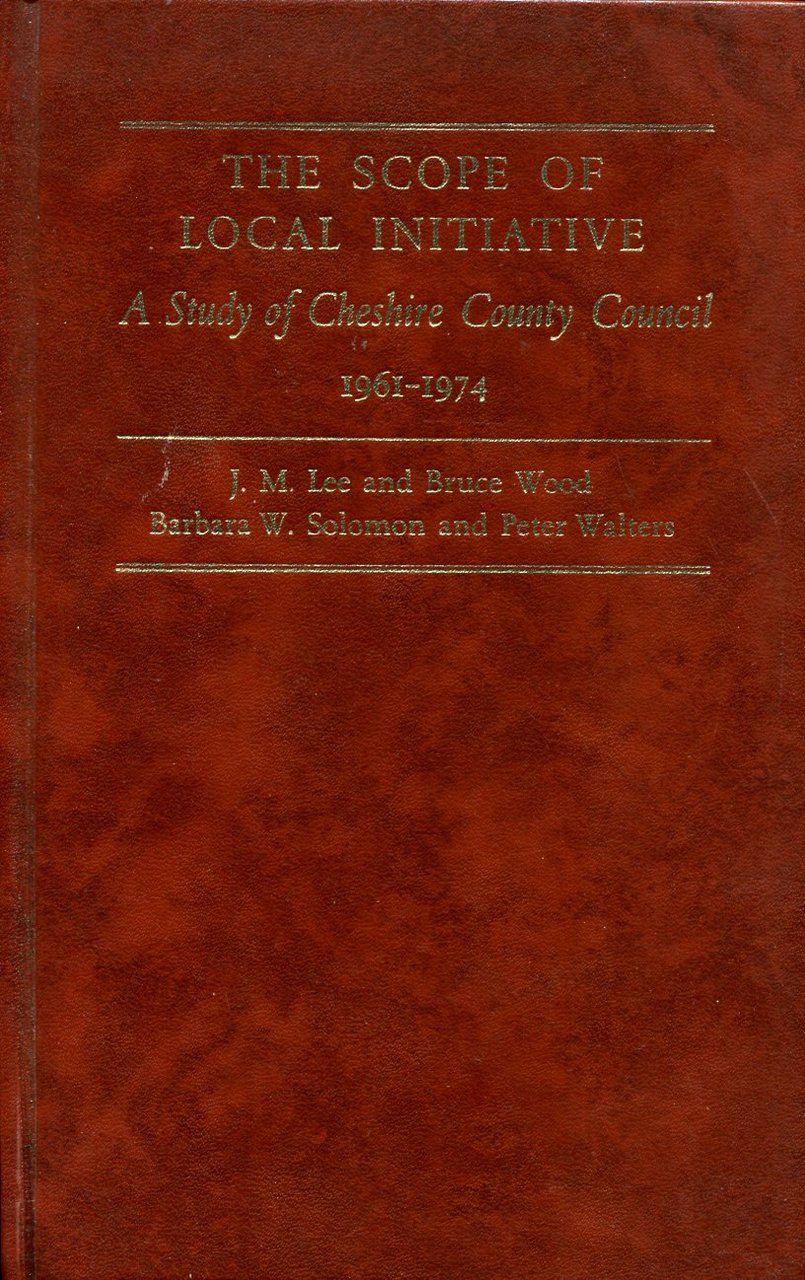 THE SCOPE OF
LOCAL INITIATIVE
A Study of Cheshire County Council
1961-1974
J. M. Lee and Bruce Wood
Barbara W. Solomon and Peter Walters